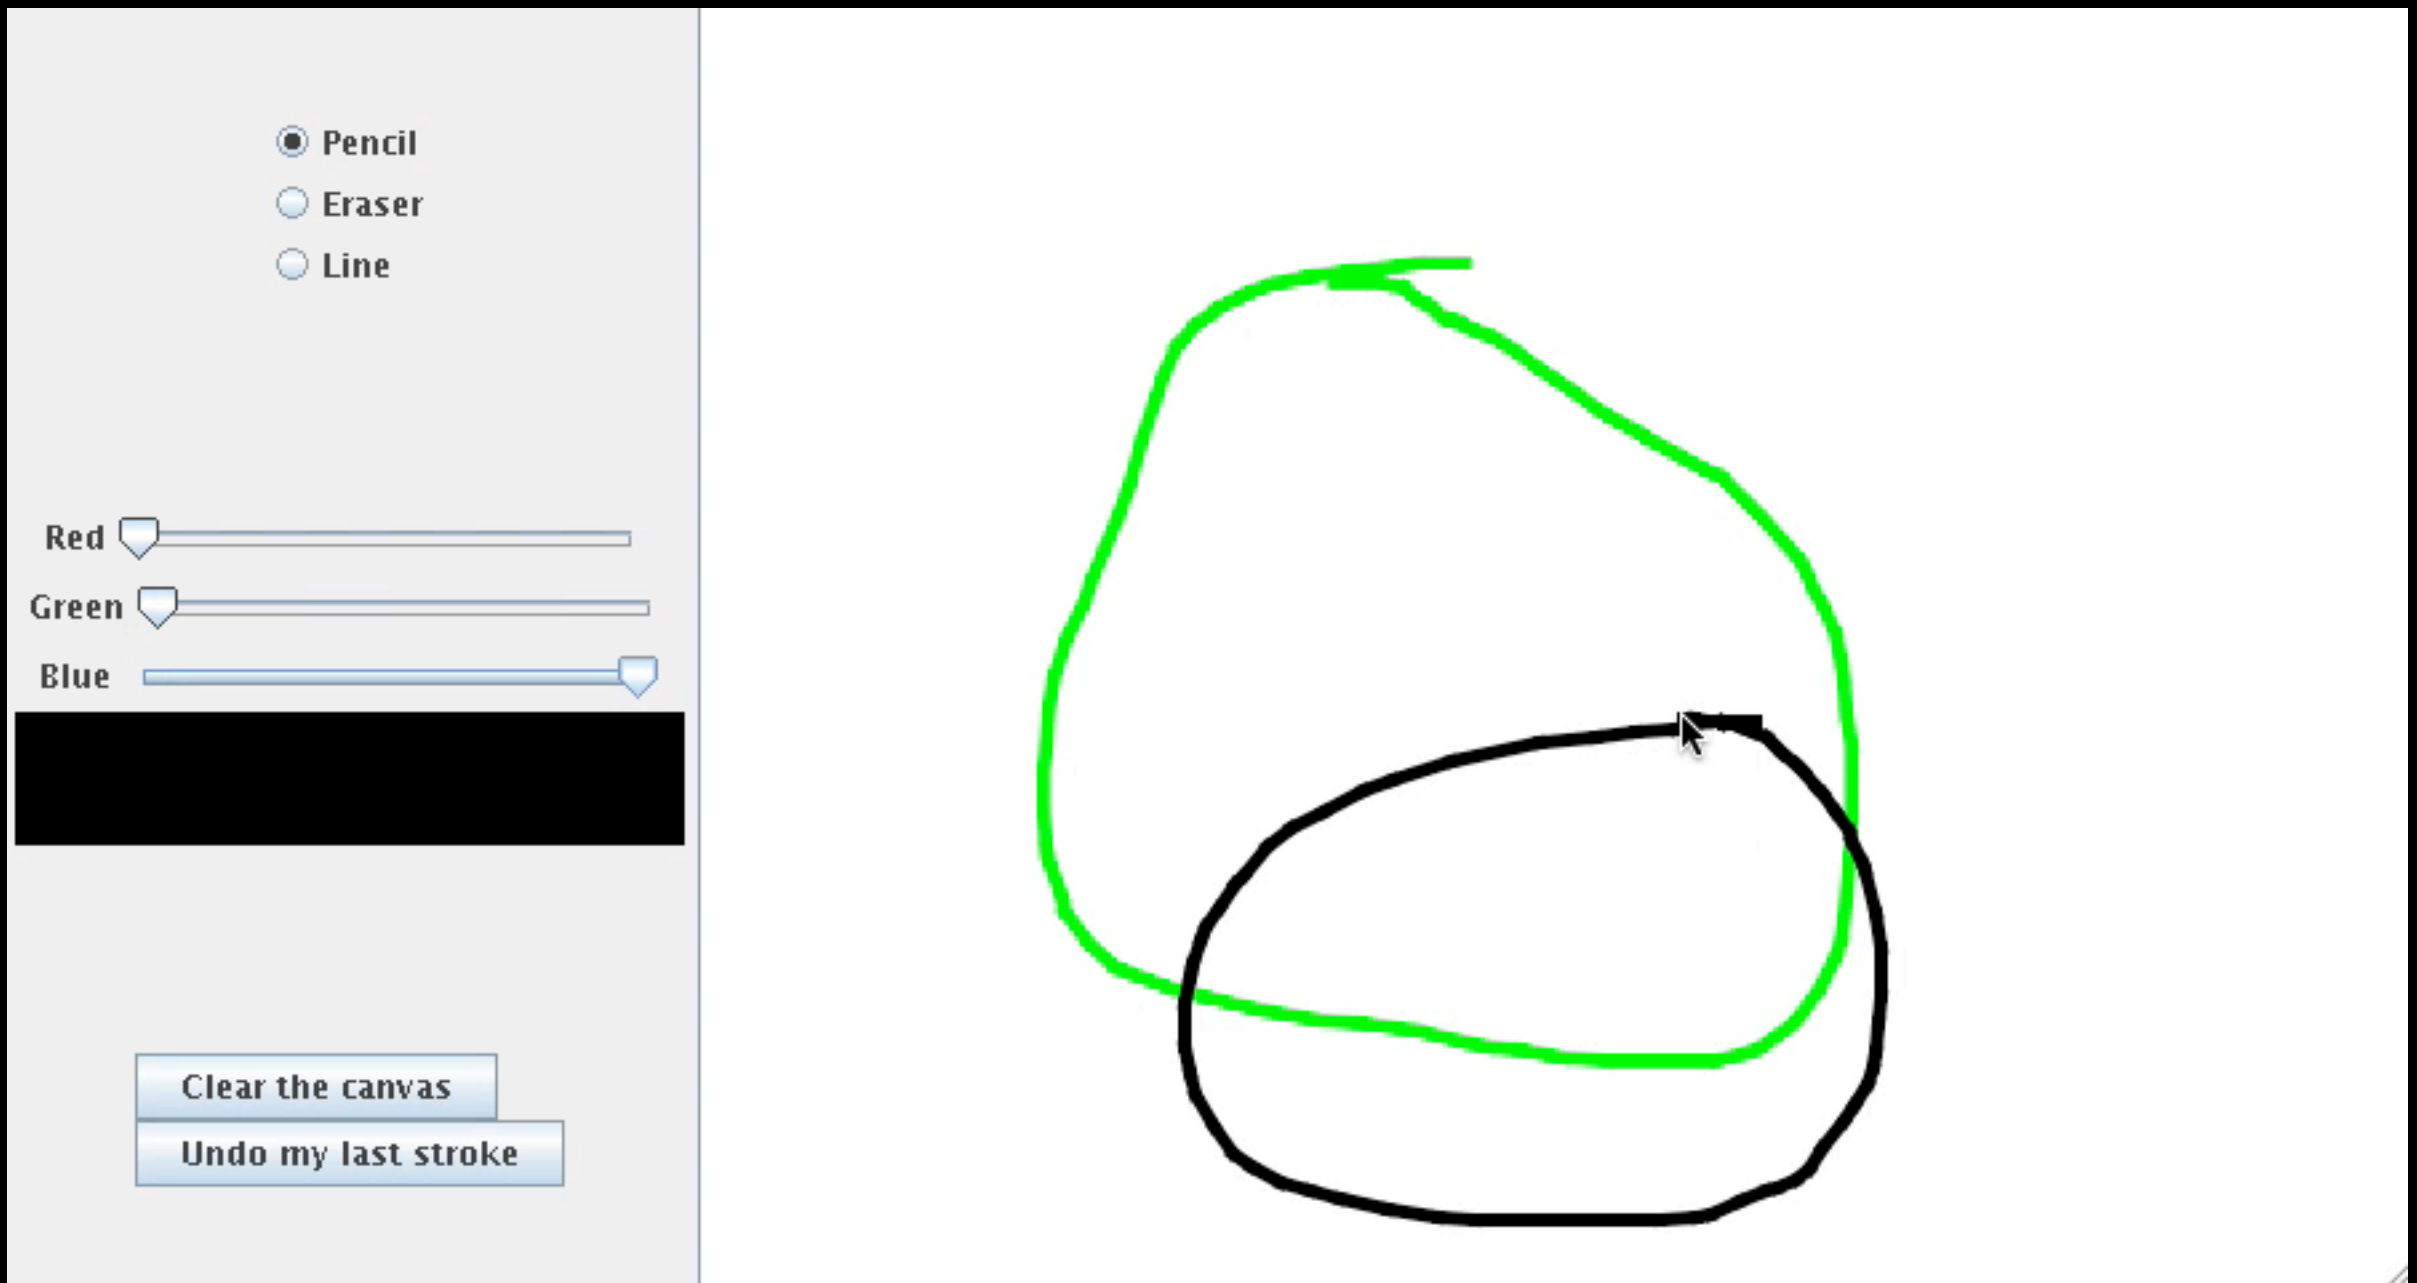 Pencil
Eraser
Line
Red
Green
Blue
Clear the canvas
Undo my last stroke